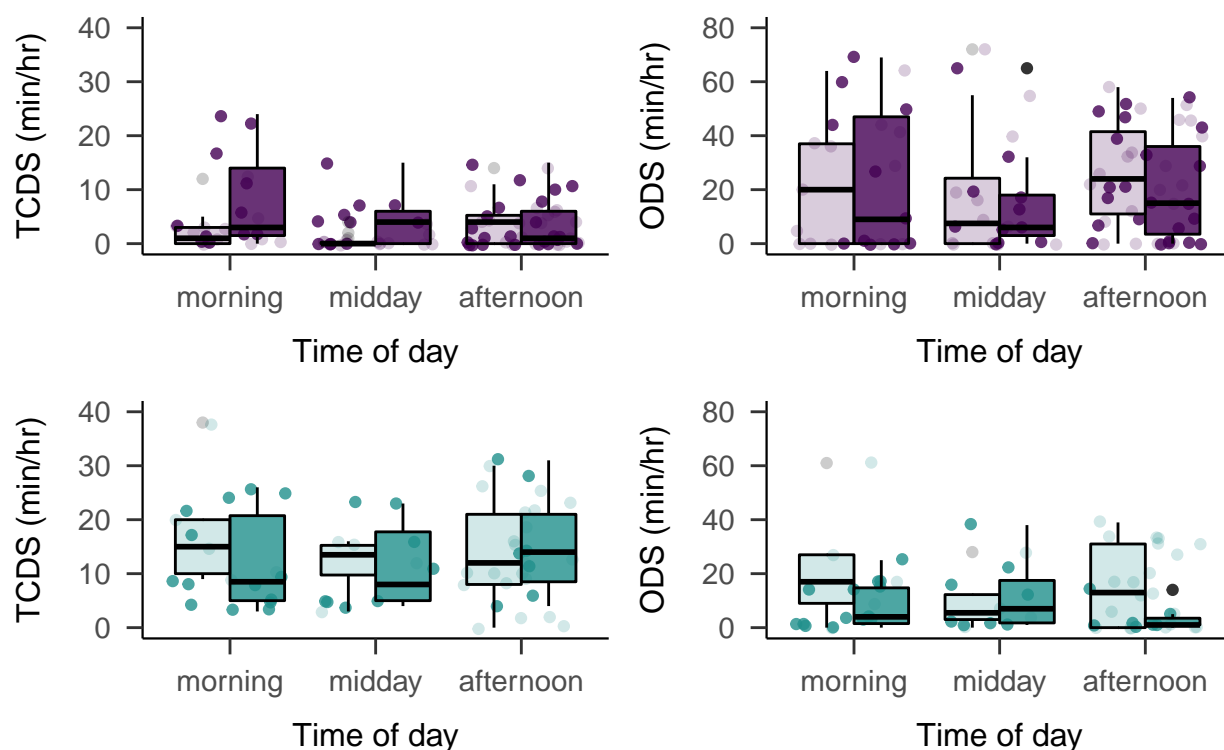 TCDS (min/hr)
40
30
20
10
0
morning midday afternoon
Time of day
ODS (min/hr)
80
60
40
20
0
morning midday afternoon
Time of day
TCDS (min/hr)
40
30
20
10
0
morning midday afternoon
Time of day
ODS (min/hr)
80
60
40
20
0
morning midday afternoon
Time of day